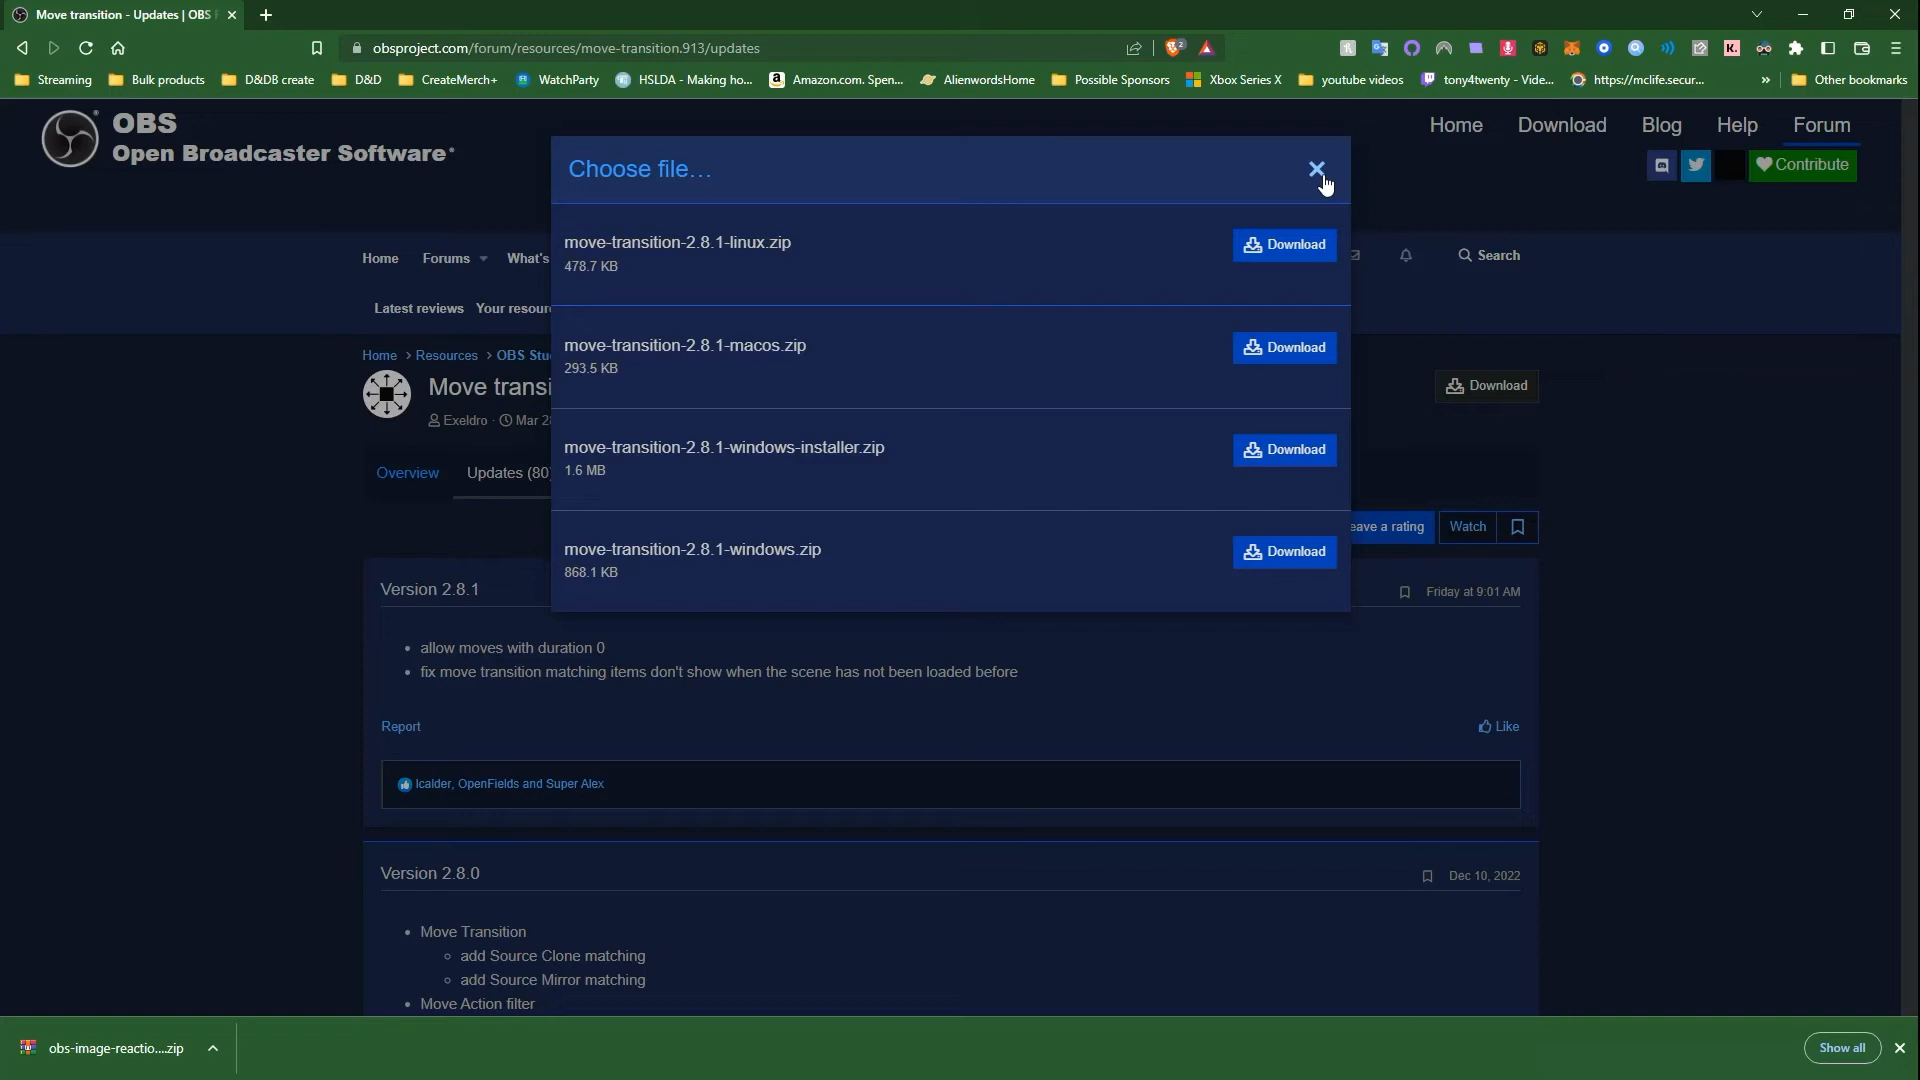 Move transition - Updates | OBS
obsproject.com/forum/resources/move-transition.913/updates
Streaming
Bulk products
D&DB create
D&D
CreateMerch+
WatchParty
HSLDA - Making ho...
Amazon.com. Spen...
AlienwordsHome
Possible Sponsors
Xbox Series X
youtube videos
tony4twenty - Vide...
https://mclife.secur...
»
Other bookmarks
OBS
Open Broadcaster Software
Home
Download
Blog
Help
Forum
Contribute
Choose file...
move-transition-2.8.1-linux.zip
478.7 KB
Download
move-transition-2.8.1-macos.zip
293.5 KB
Download
move-transition-2.8.1-windows-installer.zip
1.6 MB
Download
move-transition-2.8.1-windows.zip
868.1 KB
Download
Home
Forums
What's
Search
Latest reviews
Your resour
Home › Resources › OBS Stu
Move transi
Exeldro · Mar 2
Download
Overview
Updates (80)
eave a rating
Watch
Version 2.8.1
Friday at 9:01 AM
• allow moves with duration 0
• fix move transition matching items don't show when the scene has not been loaded before
Report
Like
lcalder, OpenFields and Super Alex
Version 2.8.0
Dec 10, 2022
• Move Transition
◦ add Source Clone matching
◦ add Source Mirror matching
• Move Action filter
obs-image-reactio....zip
Show all